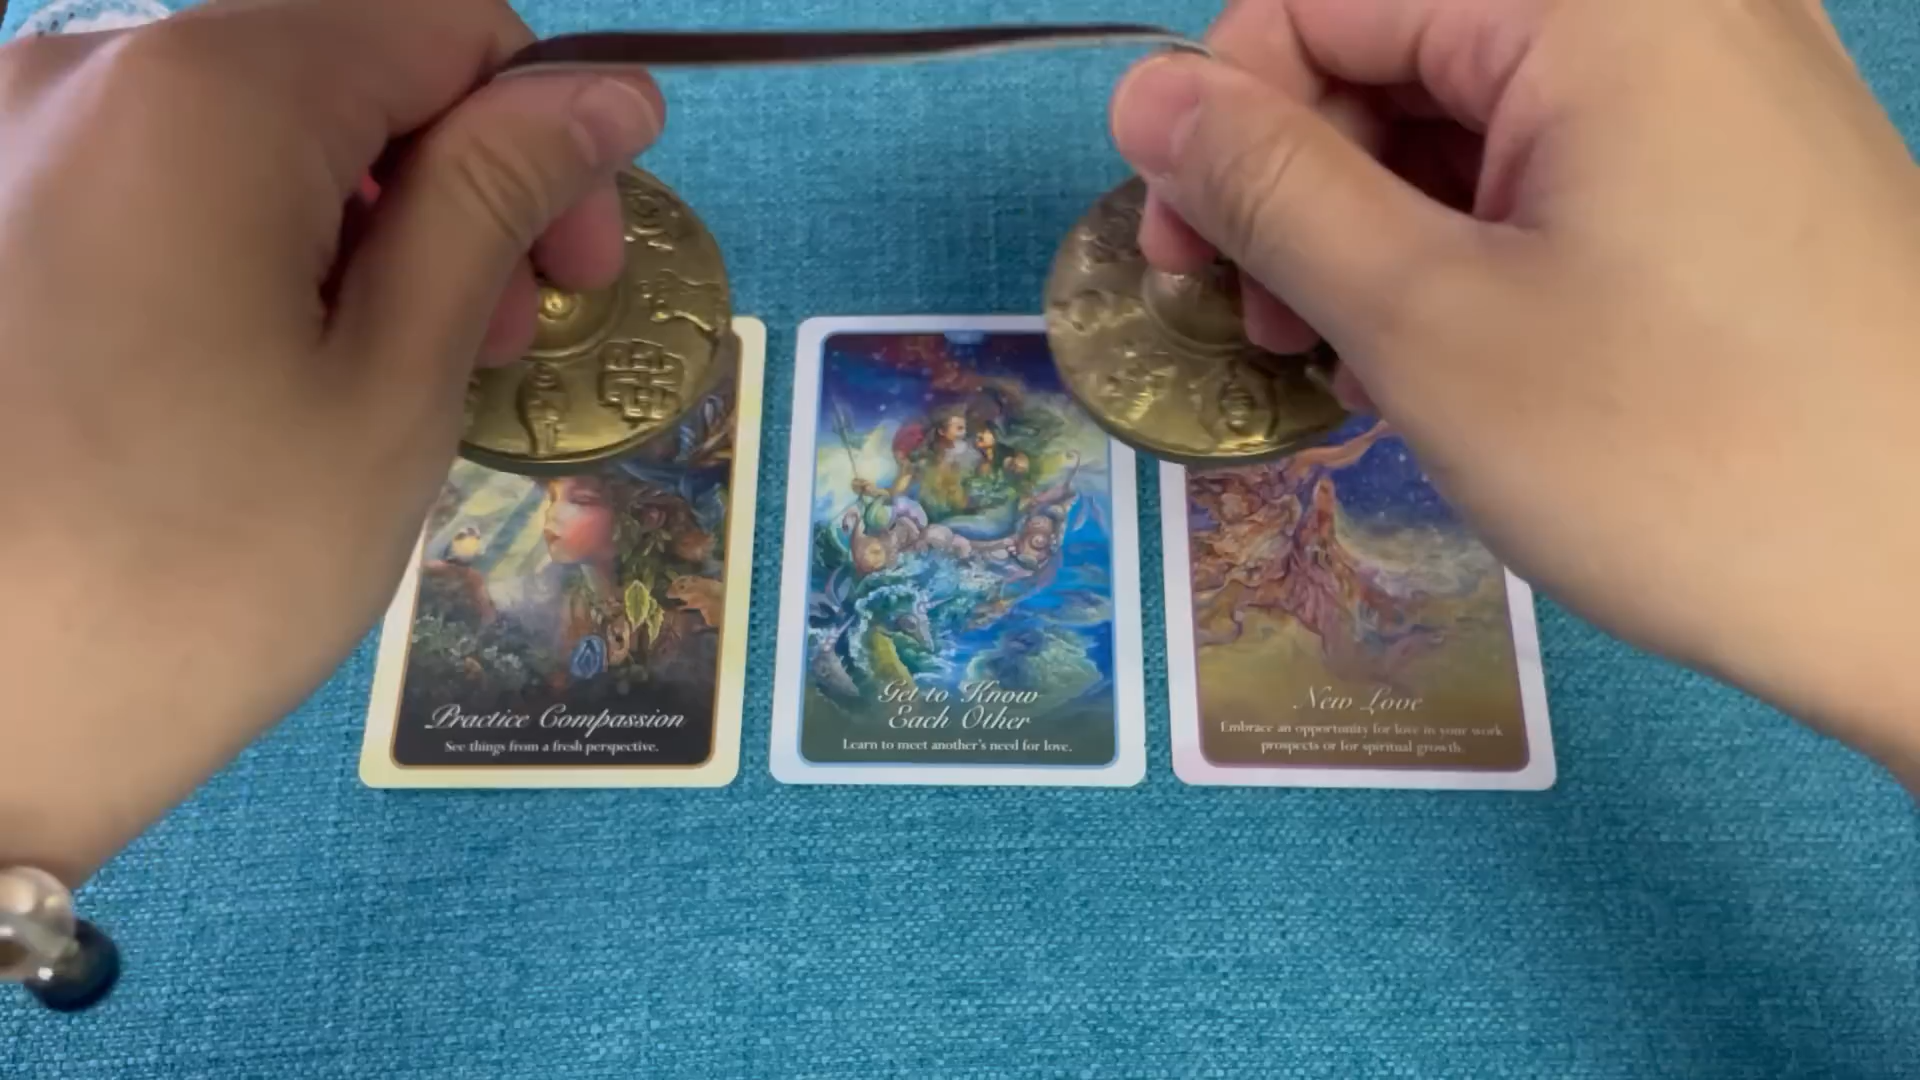 Practice Compassion
See things from a fresh perspective.
Get to Know
Each Other
Learn to meet another's need for love.
New Love
Embrace an opportunity for love in your work
prospects or for spiritual growth.